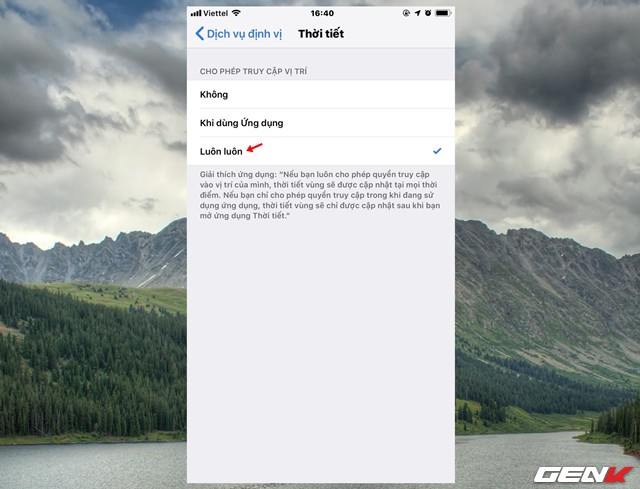 Viettel 16:40
Dịch vụ định vị Thời tiết
CHO PHÉP TRUY CẬP VỊ TRÍ
Không
Khi dùng Ứng dụng
Luôn luôn
Giải thích ứng dụng: “Nếu bạn luôn cho phép quyền truy cập
vào vị trí của mình, thời tiết vùng sẽ được cập nhật tại mọi thời
điểm. Nếu bạn chỉ cho phép quyền truy cập trong khi đang sử
dụng ứng dụng, thời tiết vùng sẽ chỉ được cập nhật sau khi bạn
mở ứng dụng Thời tiết.”
GENK